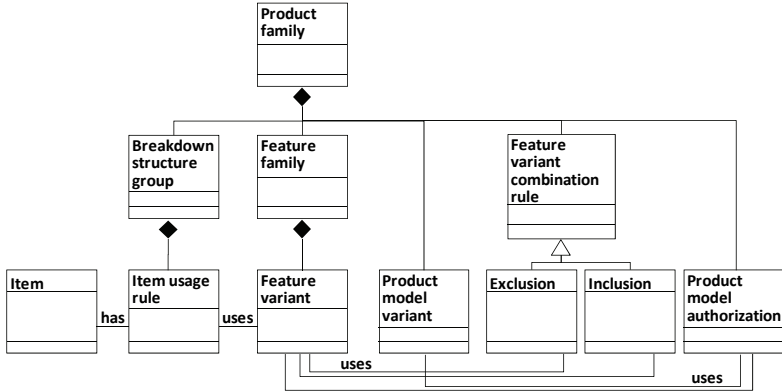 Product
family
Breakdown
structure
group
Feature
family
Feature
variant
combination
rule
Item
has
Item usage
rule
uses
Feature
variant
Product
model
variant
Exclusion
Inclusion
Product
model
authorization
uses
uses